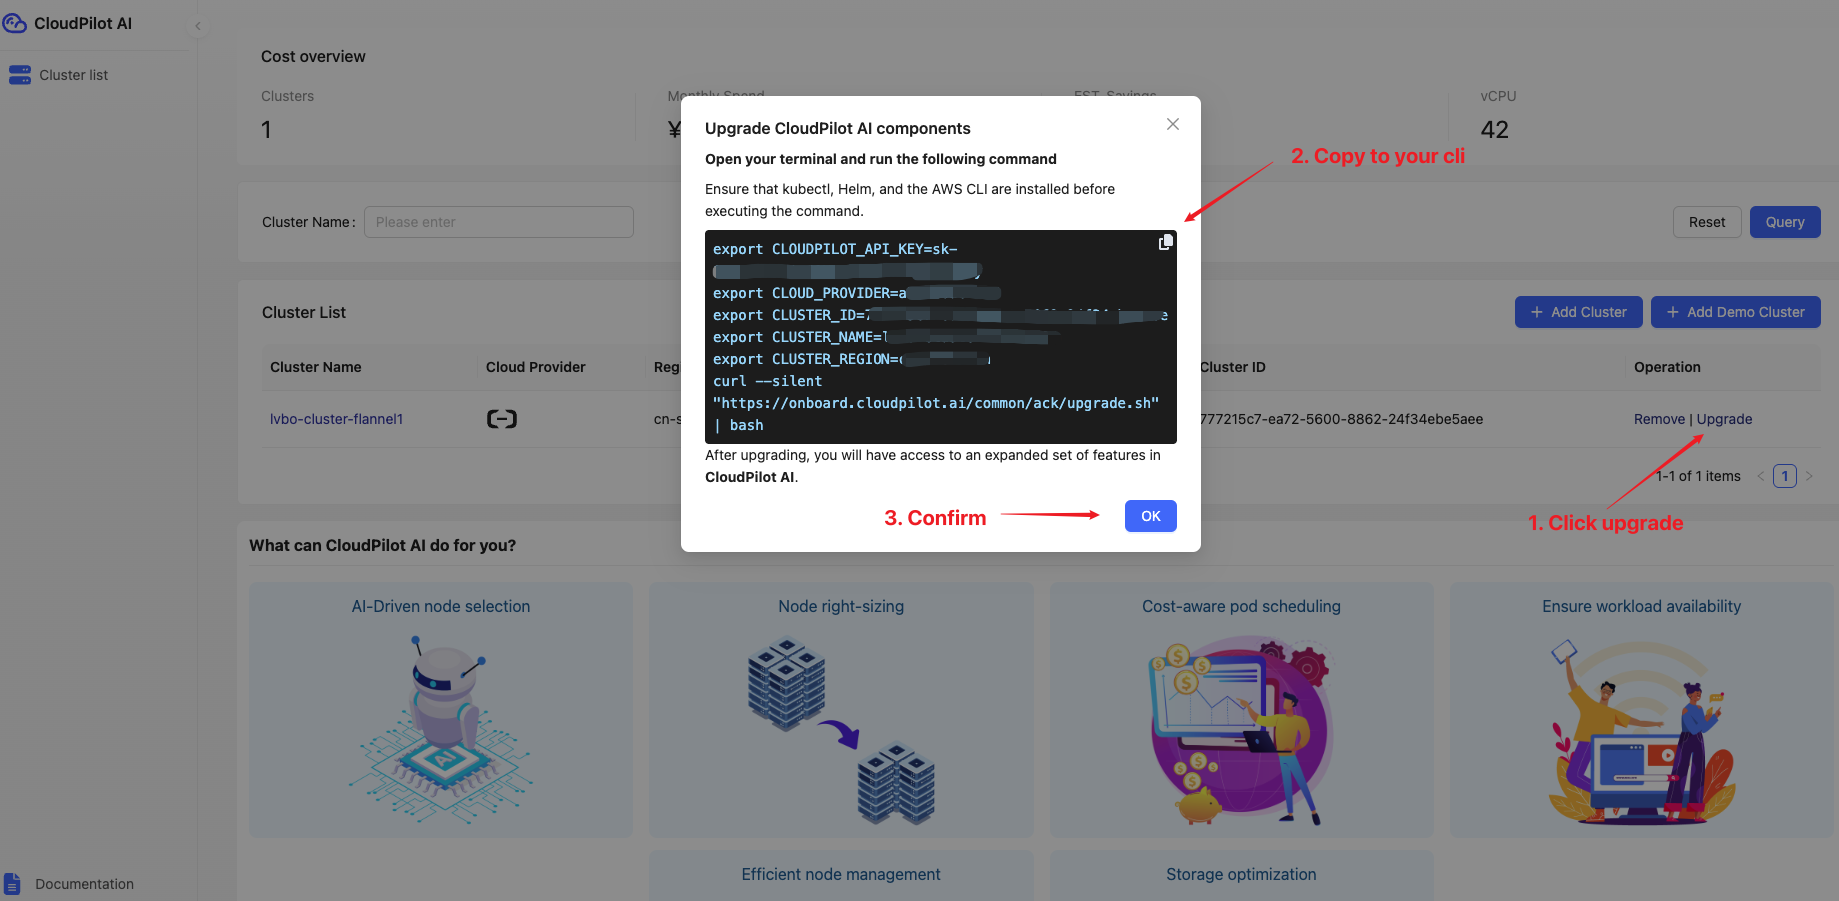 CloudPilot AI
Cluster list
Cost overview
Clusters
Monthly Spend
EST. Savings
vCPU
1
¥
42
Upgrade CloudPilot AI components
Open your terminal and run the following command
Ensure that kubectl, Helm, and the AWS CLI are installed before
executing the command.
export CLOUDPILOT_API_KEY=sk-
export CLOUD_PROVIDER=a
export CLUSTER_ID=7
export CLUSTER_NAME=l
export CLUSTER_REGION=c
curl --silent
"https://onboard.cloudpilot.ai/common/ack/upgrade.sh"
| bash
After upgrading, you will have access to an expanded set of features in
CloudPilot AI.
OK
2. Copy to your cli
3. Confirm
1. Click upgrade
Cluster Name :
Please enter
Reset
Query
Cluster List
+ Add Cluster
+ Add Demo Cluster
Cluster Name
Cloud Provider
Cluster ID
Operation
lvbo-cluster-flannel1
cn-s
777215c7-ea72-5600-8862-24f34ebe5aee
Remove | Upgrade
1-1 of 1 items
< 1 >
What can CloudPilot AI do for you?
AI-Driven node selection
Node right-sizing
Cost-aware pod scheduling
Ensure workload availability
AI
Efficient node management
Storage optimization
Documentation